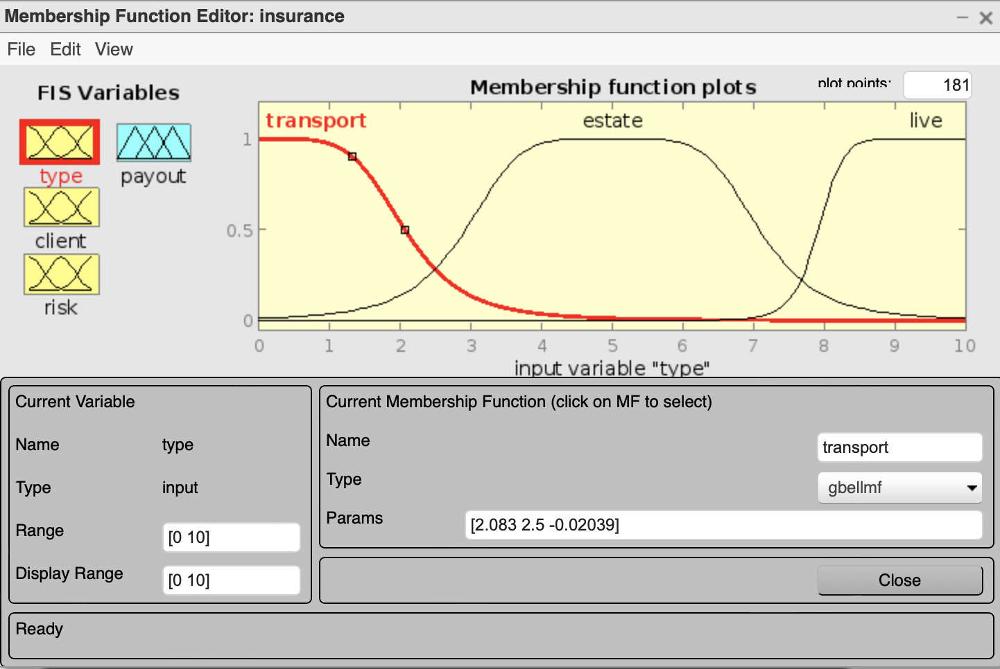 Membership Function Editor: insurance
File Edit View
FIS Variables
type
payout
client
risk
Membership function plots
plot points:
181
transport
estate
live
1
0.5
0
0 1 2 3 4 5 6 7 8 9 10
input variable "type"
Current Variable
Name type
Type input
Range [0 10]
Display Range [0 10]
Current Membership Function (click on MF to select)
Name transport
Type gbellmf
Params [2.083 2.5 -0.02039]
Close
Ready